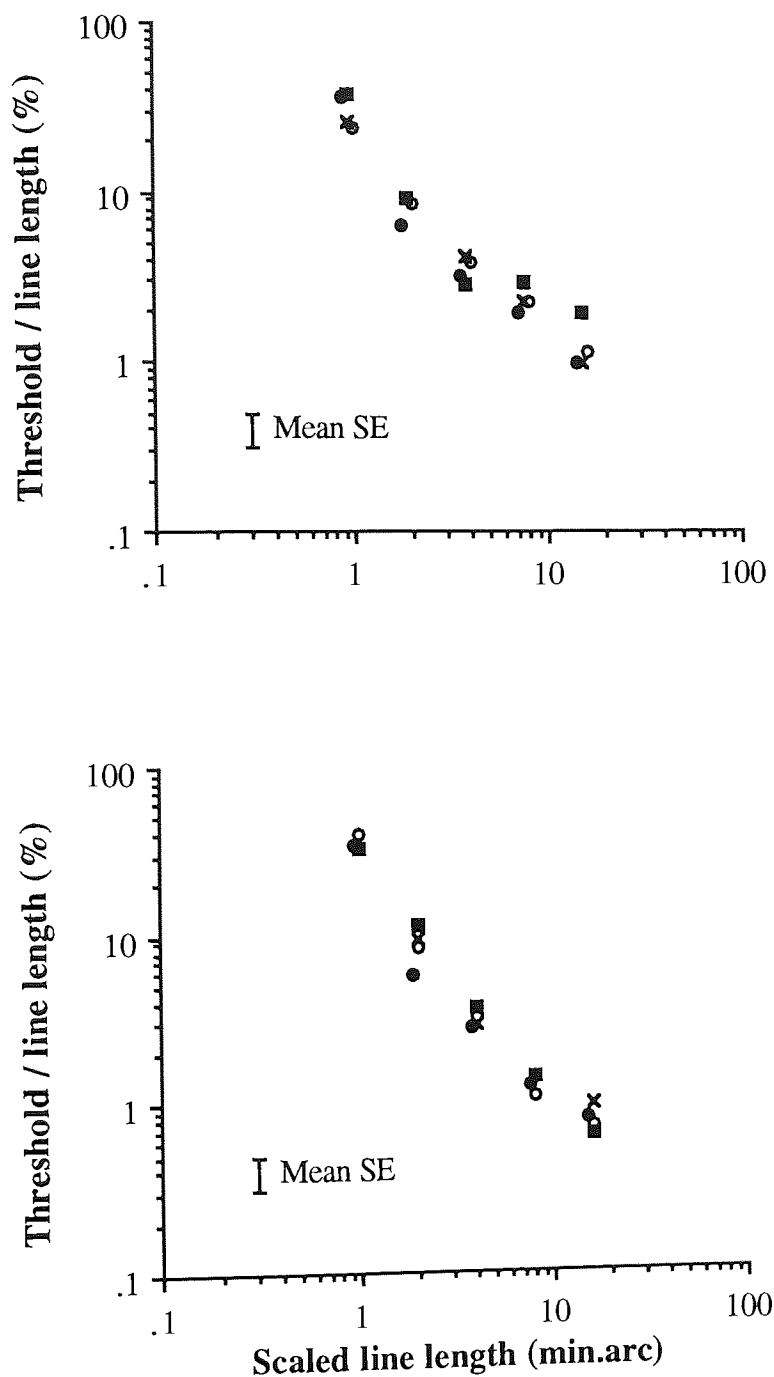 100
10
1
.1
Threshold / line length (%)
Mean SE
.1 1 10 100
100
10
1
.1
Threshold / line length (%)
Mean SE
.1 1 10 100
Scaled line length (min.arc)